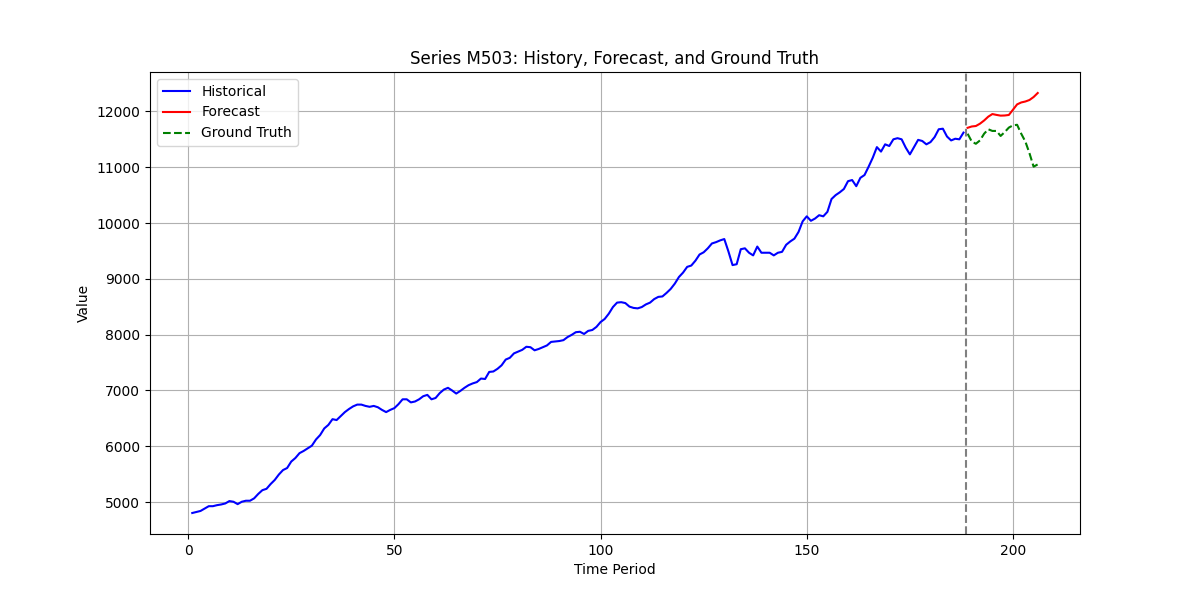 Series M503: History, Forecast, and Ground Truth
Historical
Forecast
Ground Truth
12000
11000
10000
9000
8000
7000
6000
5000
Value
0 50 100 150 200
Time Period